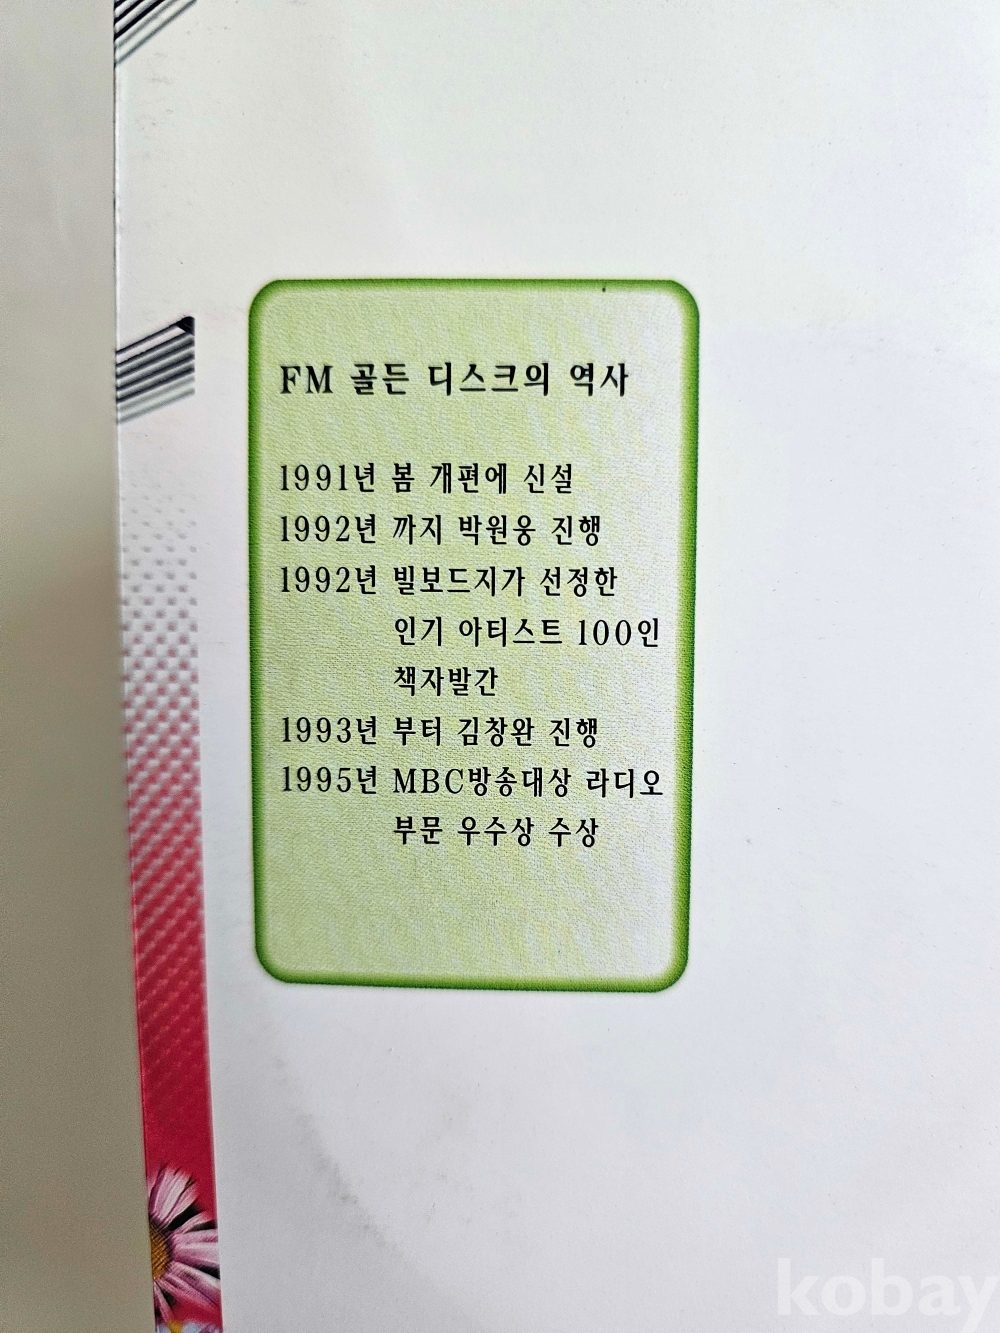 FM 골든 디스크의 역사
1991년 봄 개편에 신설
1992년 까지 박원웅 진행
1992년 빌보드지가 선정한
인기 아티스트 100인
책자발간
1993년 부터 김창완 진행
1995년 MBC방송대상 라디오
부문 우수상 수상
kobay